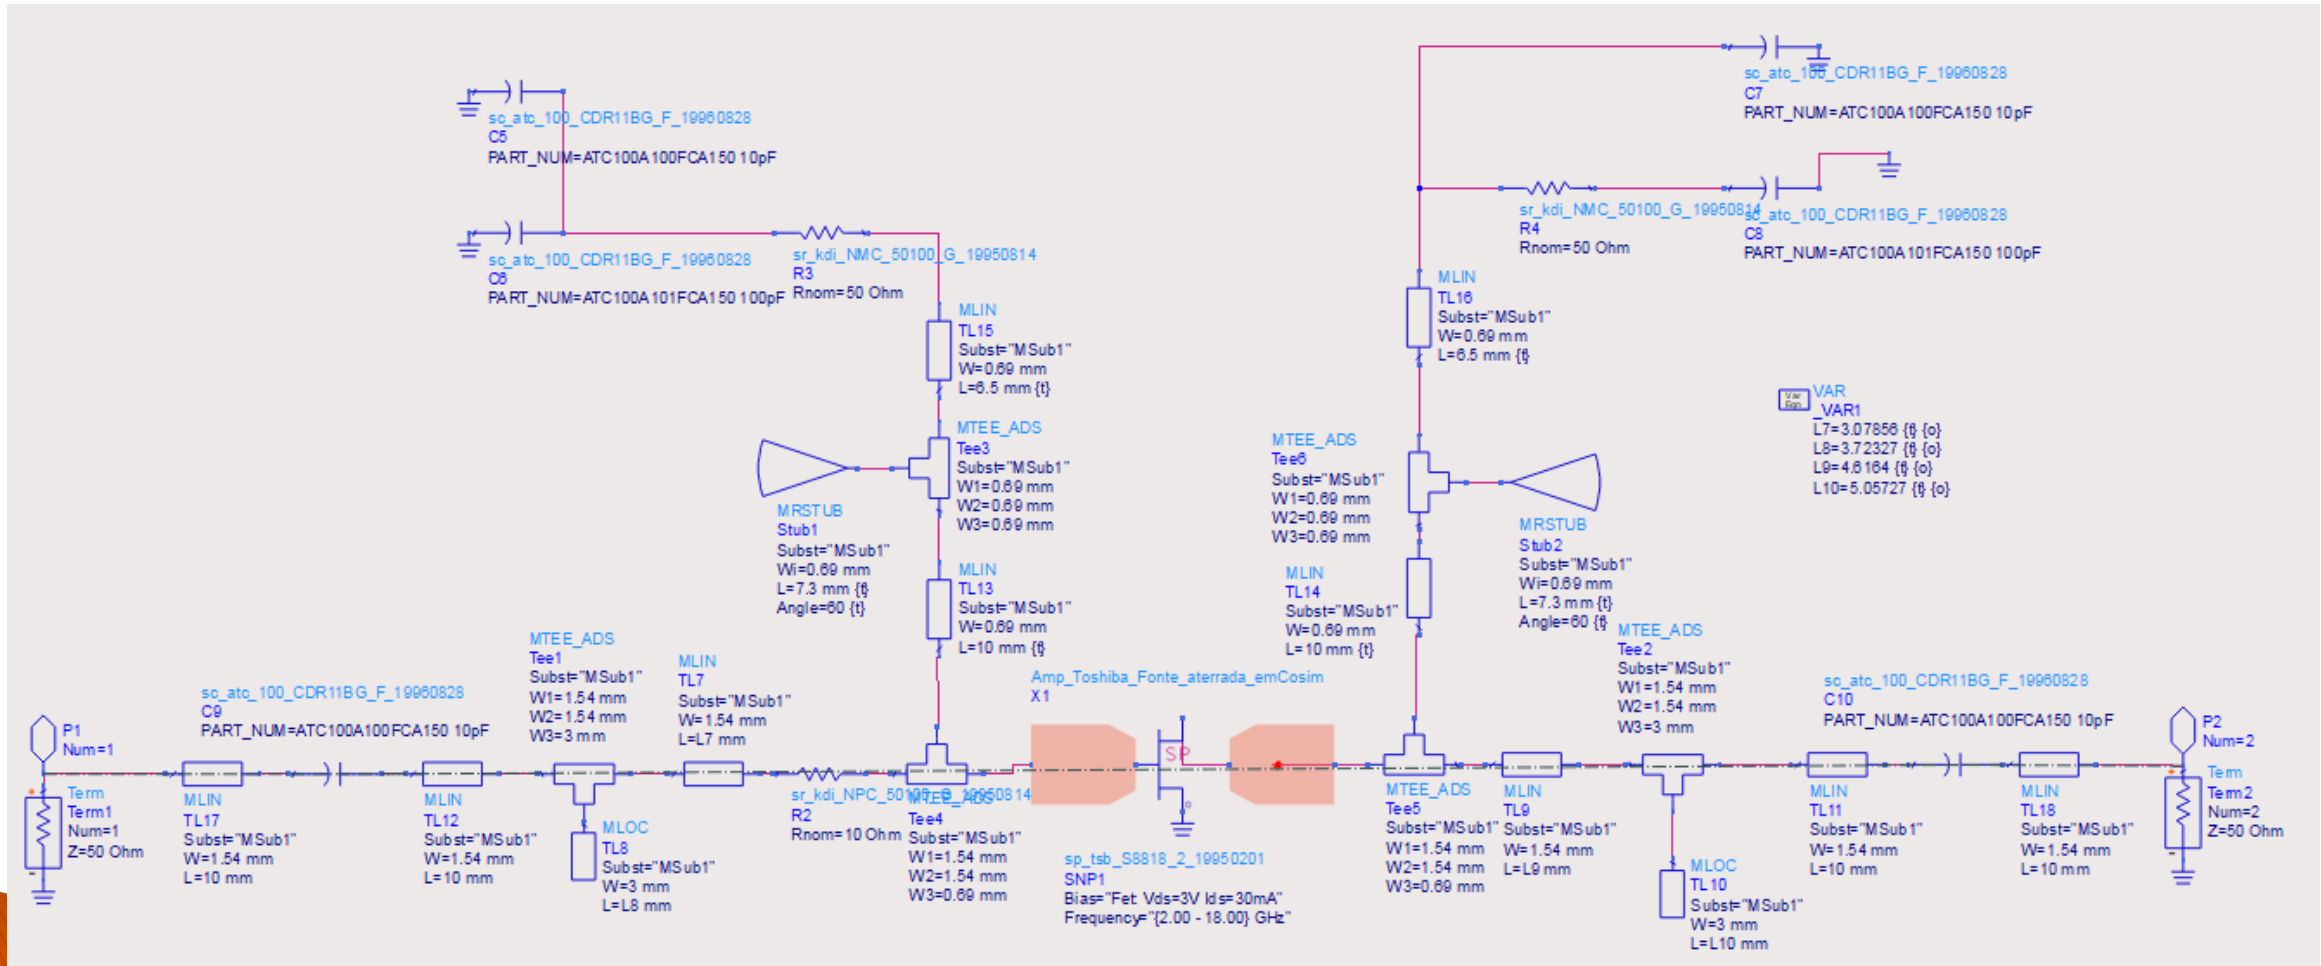 sc_atc_100_CDR11BG_F_19960828
C5
PART_NUM=ATC100A100FCA150 10pF
sc_atc_100_CDR11BG_F_19960828
C6
PART_NUM=ATC100A101FCA150 100pF
sr_kdi_NMC_50100_G_19950814
R3
Rnom=50 Ohm
MLIN
TL15
Subst="MSub1"
W=0.69 mm
L=6.5 mm {t}
MTEE_ADS
Tee3
Subst="MSub1"
W1=0.69 mm
W2=0.69 mm
W3=0.69 mm
MRSTUB
Stub1
Subst="MSub1"
Wi=0.69 mm
L=7.3 mm {t}
Angle=60 {t}
MLIN
TL13
Subst="MSub1"
W=0.69 mm
L=10 mm {t}
sc_atc_100_CDR11BG_F_19960828
C7
PART_NUM=ATC100A100FCA150 10pF
sr_kdi_NMC_50100_G_19950814
R4
Rnom=50 Ohm
sc_atc_100_CDR11BG_F_19960828
C8
PART_NUM=ATC100A101FCA150 100pF
MLIN
TL16
Subst="MSub1"
W=0.69 mm
L=6.5 mm {t}
Var
Eqn
VAR
_VAR1
L7=3.07856 {t} {o}
L8=3.72327 {t} {o}
L9=4.6164 {t} {o}
L10=5.05727 {t} {o}
MTEE_ADS
Tee6
Subst="MSub1"
W1=0.69 mm
W2=0.69 mm
W3=0.69 mm
MRSTUB
Stub2
Subst="MSub1"
Wi=0.69 mm
L=7.3 mm {t}
Angle=60 {t}
MLIN
TL14
Subst="MSub1"
W=0.69 mm
L=10 mm {t}
P1
Num=1
Term
Term1
Num=1
Z=50 Ohm
MLIN
TL17
Subst="MSub1"
W=1.54 mm
L=10 mm
sc_atc_100_CDR11BG_F_19960828
C9
PART_NUM=ATC100A100FCA150 10pF
MLIN
TL12
Subst="MSub1"
W=1.54 mm
L=10 mm
MTEE_ADS
Tee1
Subst="MSub1"
W1=1.54 mm
W2=1.54 mm
W3=3 mm
MLOC
TL8
Subst="MSub1"
W=3 mm
L=L8 mm
MLIN
TL7
Subst="MSub1"
W=1.54 mm
L=L7 mm
sr_kdi_NPC_50100_G_19950814
R2
Rnom=10 Ohm
MTEE_ADS
Tee4
Subst="MSub1"
W1=1.54 mm
W2=1.54 mm
W3=0.69 mm
Amp_Toshiba_Fonte_aterrada_emCosim
X1
SP
sp_tsb_S8818_2_19950201
SNP1
Bias="Fet: Vds=3V Ids=30mA"
Frequency="{2.00 - 18.00} GHz"
MTEE_ADS
Tee5
Subst="MSub1"
W1=1.54 mm
W2=1.54 mm
W3=0.69 mm
MLIN
TL9
Subst="MSub1"
W=1.54 mm
L=L9 mm
MTEE_ADS
Tee2
Subst="MSub1"
W1=1.54 mm
W2=1.54 mm
W3=3 mm
MLOC
TL10
Subst="MSub1"
W=3 mm
L=L10 mm
MLIN
TL11
Subst="MSub1"
W=1.54 mm
L=10 mm
sc_atc_100_CDR11BG_F_19960828
C10
PART_NUM=ATC100A100FCA150 10pF
MLIN
TL18
Subst="MSub1"
W=1.54 mm
L=10 mm
P2
Num=2
Term
Term2
Num=2
Z=50 Ohm